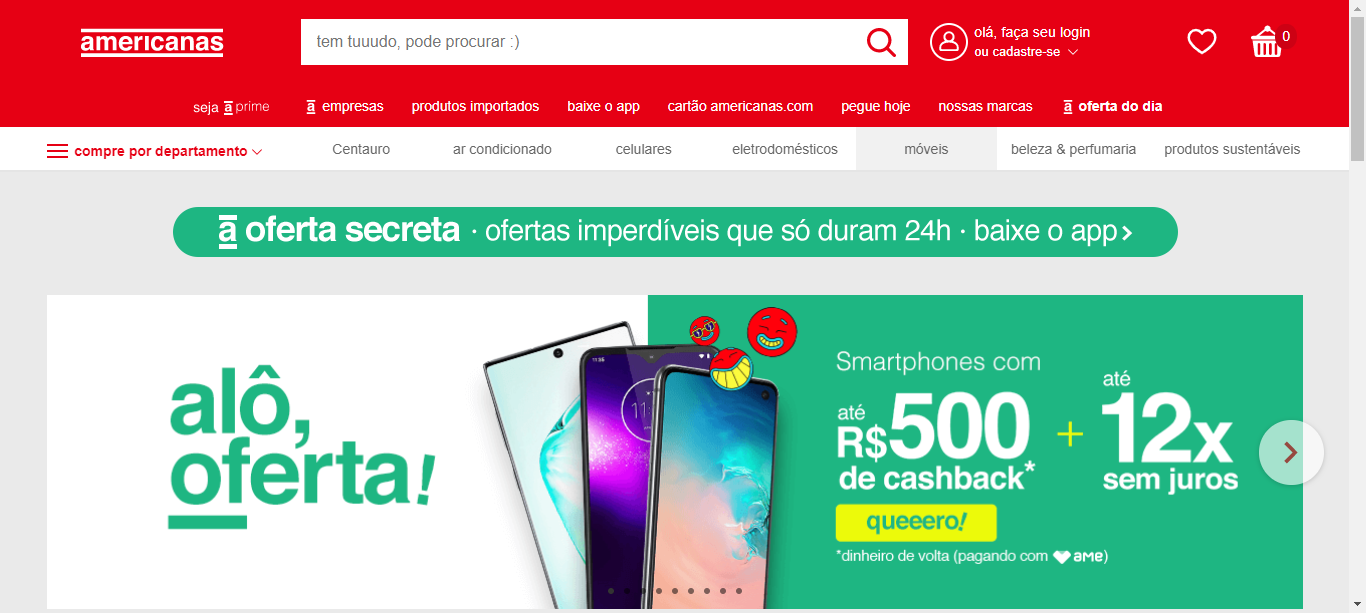 americanas
tem tuuudo, pode procurar :)
olá, faça seu login
ou cadastre-se
0
seja a prime
a empresas
produtos importados
baixe o app
cartão americanas.com
pegue hoje
nossas marcas
a oferta do dia
compre por departamento
Centauro
ar condicionado
celulares
eletrodomésticos
móveis
beleza & perfumaria
produtos sustentáveis
a oferta secreta · ofertas imperdíveis que só duram 24h · baixe o app
alô,
oferta!
Smartphones com
até
R$500
de cashback*
+
até
12x
sem juros
queeero!
*dinheiro de volta (pagando com AME)